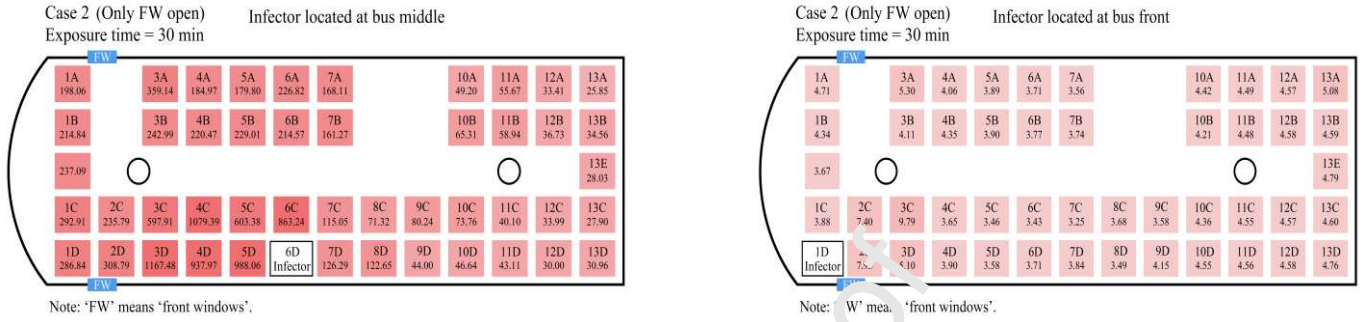 Case 2 (Only FW open) Infector located at bus middle
Exposure time = 30 min
FW
1A 3A 4A 5A 6A 7A 10A 11A 12A 13A
198.06 359.14 184.97 179.80 226.82 168.11 49.20 55.67 33.41 25.85
1B 3B 4B 5B 6B 7B 10B 11B 12B 13B
214.84 242.99 220.47 229.01 214.57 161.27 65.31 58.94 36.73 34.56
237.09 13E
28.03
1C 2C 3C 4C 5C 6C 7C 8C 9C 10C 11C 12C 13C
292.91 235.79 597.91 1079.39 603.38 863.24 115.05 71.32 80.24 73.76 40.10 33.99 27.90
1D 2D 3D 4D 5D 6D 7D 8D 9D 10D 11D 12D 13D
286.84 308.79 1167.48 937.97 988.06 Infector 126.29 122.65 44.00 46.64 43.11 30.00 30.96
FW
Note: 'FW' means 'front windows'.
Case 2 (Only FW open) Infector located at bus front
Exposure time = 30 min
FW
1A 3A 4A 5A 6A 7A 10A 11A 12A 13A
4.71 5.30 4.06 3.89 3.71 3.56 4.42 4.49 4.57 5.08
1B 3B 4B 5B 6B 7B 10B 11B 12B 13B
4.34 4.11 4.35 3.90 3.77 3.74 4.21 4.48 4.58 4.59
3.67 13E
4.79
1C 2C 3C 4C 5C 6C 7C 8C 9C 10C 11C 12C 13C
3.88 7.40 9.79 3.65 3.46 3.43 3.25 3.68 3.58 4.36 4.55 4.57 4.60
1D 3D 4D 5D 6D 7D 8D 9D 10D 11D 12D 13D
Infector 3.90 3.58 3.71 3.84 3.49 4.15 4.55 4.56 4.58 4.76
FW
Note: 'FW' means 'front windows'.